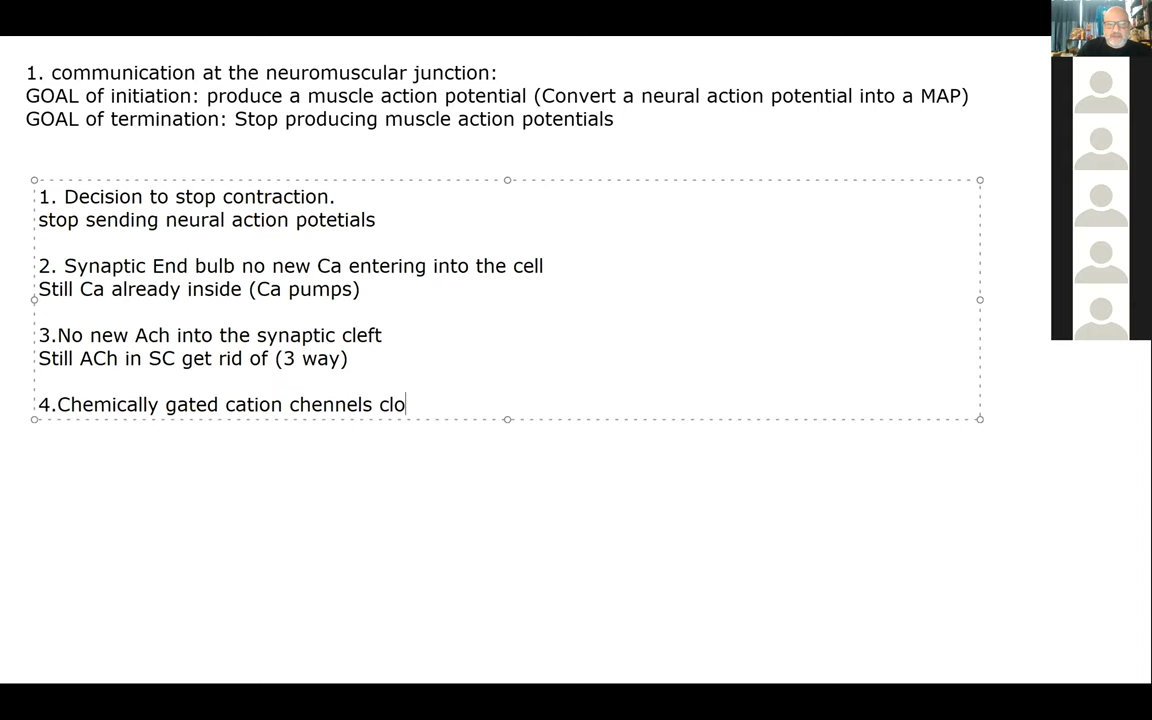 1. communication at the neuromuscular junction:
GOAL of initiation: produce a muscle action potential (Convert a neural action potential into a MAP)
GOAL of termination: Stop producing muscle action potentials
1. Decision to stop contraction.
stop sending neural action potetials
2. Synaptic End bulb no new Ca entering into the cell
Still Ca already inside (Ca pumps)
3.No new Ach into the synaptic cleft
Still ACh in SC get rid of (3 way)
4.Chemically gated cation chennels clo